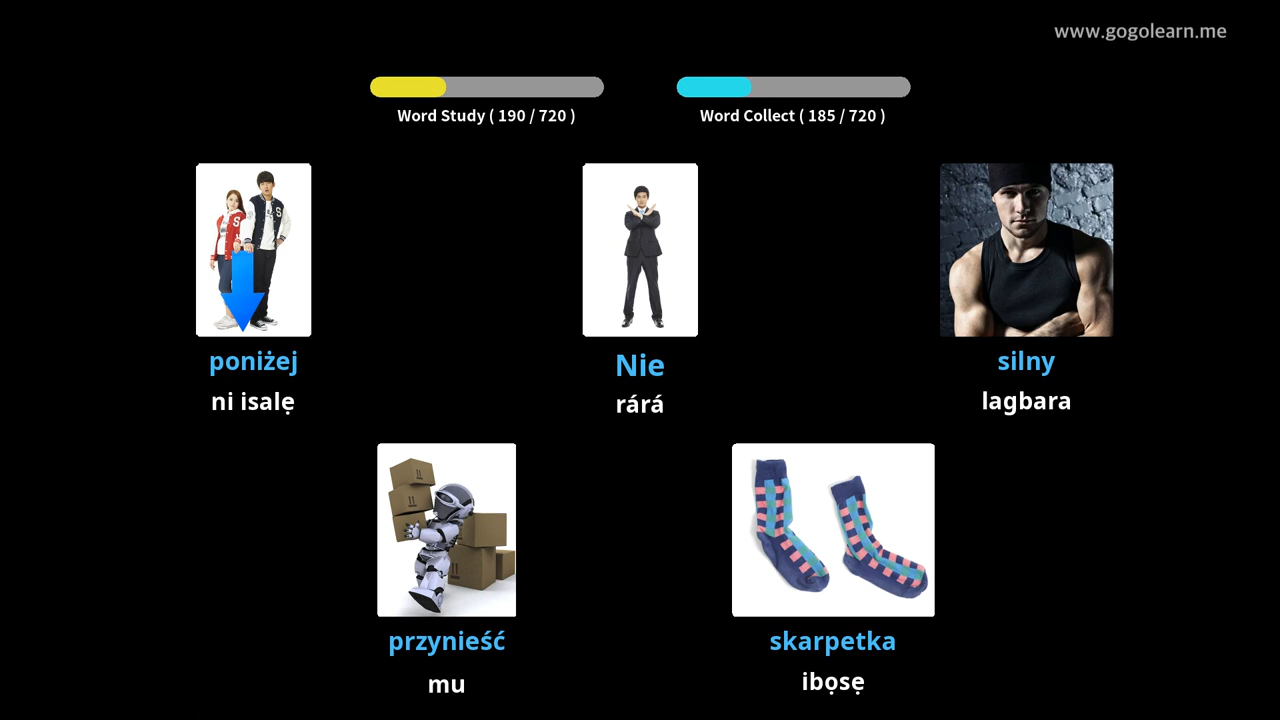 www.gogolearn.me
Word Study ( 190 / 720 )
Word Collect ( 185 / 720 )
poniżej
ni isalẹ
Nie
rárá
silny
lagbara
przynieść
mu
skarpetka
ibọsẹ